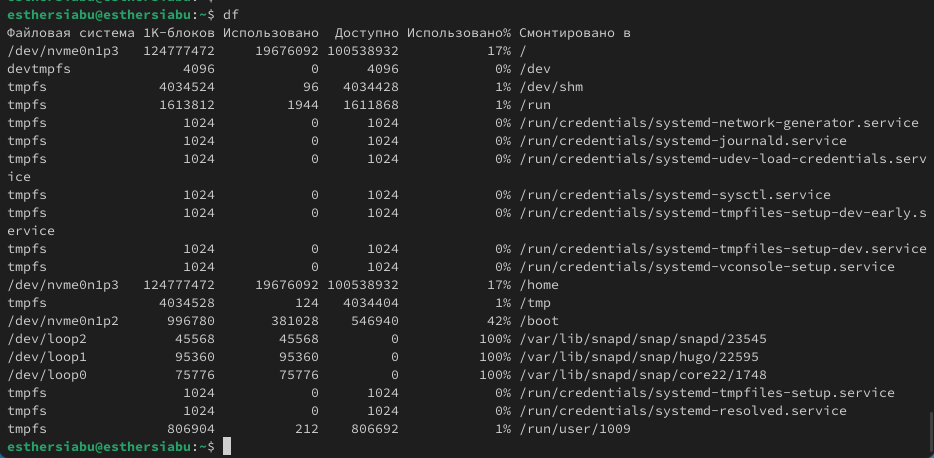 esthersiabu@esthersiabu:~$ df
Файловая система 1K-блоков Использовано Доступно Использовано% Смонтировано в
/dev/nvme0n1p3 124777472 19676092 100538932 17% /
devtmpfs 4096 0 4096 0% /dev
tmpfs 4034524 96 4034428 1% /dev/shm
tmpfs 1613812 1944 1611868 1% /run
tmpfs 1024 0 1024 0% /run/credentials/systemd-network-generator.service
tmpfs 1024 0 1024 0% /run/credentials/systemd-journald.service
tmpfs 1024 0 1024 0% /run/credentials/systemd-udev-load-credentials.serv
ice
tmpfs 1024 0 1024 0% /run/credentials/systemd-sysctl.service
tmpfs 1024 0 1024 0% /run/credentials/systemd-tmpfiles-setup-dev-early.s
ervice
tmpfs 1024 0 1024 0% /run/credentials/systemd-tmpfiles-setup-dev.service
tmpfs 1024 0 1024 0% /run/credentials/systemd-vconsole-setup.service
/dev/nvme0n1p3 124777472 19676092 100538932 17% /home
tmpfs 4034528 124 4034404 1% /tmp
/dev/nvme0n1p2 996780 381028 546940 42% /boot
/dev/loop2 45568 45568 0 100% /var/lib/snapd/snap/snapd/23545
/dev/loop1 95360 95360 0 100% /var/lib/snapd/snap/hugo/22595
/dev/loop0 75776 75776 0 100% /var/lib/snapd/snap/core22/1748
tmpfs 1024 0 1024 0% /run/credentials/systemd-tmpfiles-setup.service
tmpfs 1024 0 1024 0% /run/credentials/systemd-resolved.service
tmpfs 806904 212 806692 1% /run/user/1009
esthersiabu@esthersiabu:~$